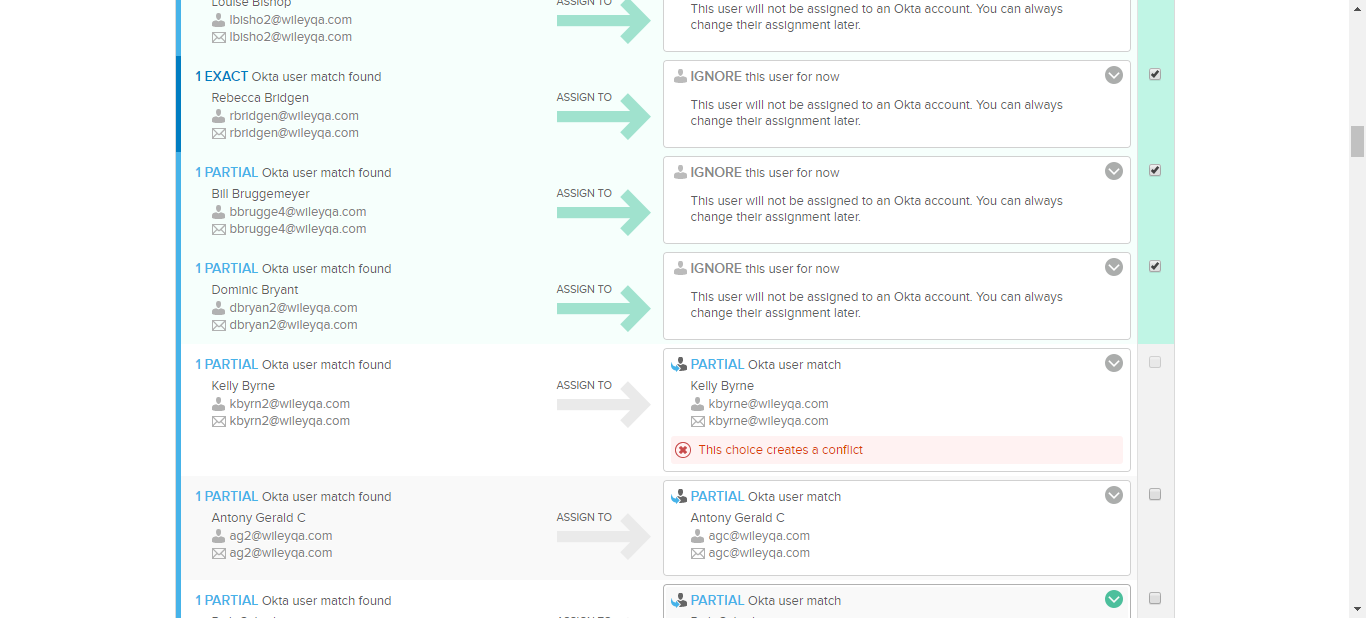 Louise Bishop
lbisho2@wileyqa.com
lbisho2@wileyqa.com
ASSIGN TO
This user will not be assigned to an Okta account. You can always
change their assignment later.
1 EXACT Okta user match found
Rebecca Bridgen
rbridgen@wileyqa.com
rbridgen@wileyqa.com
ASSIGN TO
IGNORE this user for now
This user will not be assigned to an Okta account. You can always
change their assignment later.
1 PARTIAL Okta user match found
Bill Bruggemeyer
bbrugge4@wileyqa.com
bbrugge4@wileyqa.com
ASSIGN TO
IGNORE this user for now
This user will not be assigned to an Okta account. You can always
change their assignment later.
1 PARTIAL Okta user match found
Dominic Bryant
dbryan2@wileyqa.com
dbryan2@wileyqa.com
ASSIGN TO
IGNORE this user for now
This user will not be assigned to an Okta account. You can always
change their assignment later.
1 PARTIAL Okta user match found
Kelly Byrne
kbyrn2@wileyqa.com
kbyrn2@wileyqa.com
ASSIGN TO
PARTIAL Okta user match
Kelly Byrne
kbyrne@wileyqa.com
kbyrne@wileyqa.com
This choice creates a conflict
1 PARTIAL Okta user match found
Antony Gerald C
ag2@wileyqa.com
ag2@wileyqa.com
ASSIGN TO
PARTIAL Okta user match
Antony Gerald C
agc@wileyqa.com
agc@wileyqa.com
1 PARTIAL Okta user match found
ASSIGN TO
PARTIAL Okta user match